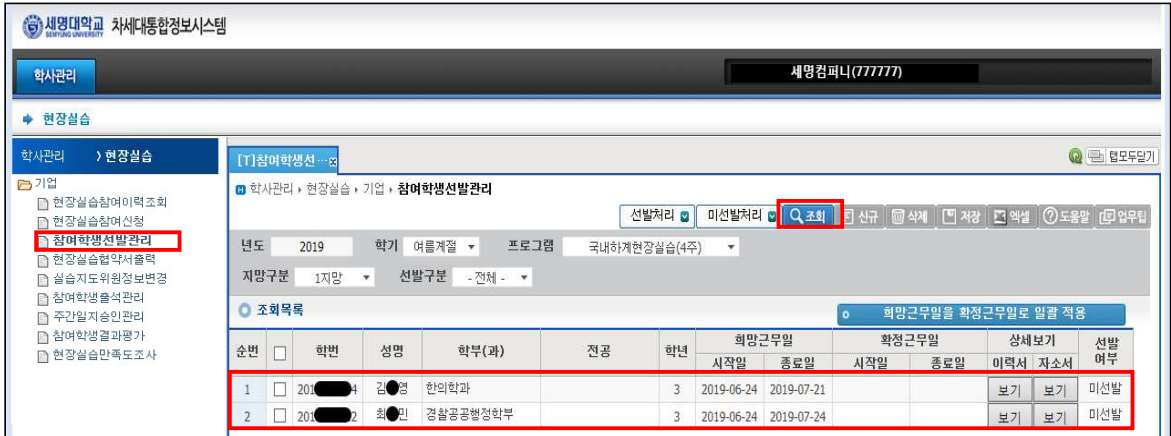 세명대학교 차세대통합정보시스템
SEMYUNG UNIVERSITY
학사관리
세명컴퍼니(777777)
현장실습
학사관리 > 현장실습
[T]참여학생선…
탭모두닫기
기업
현장실습참여이력조회
현장실습참여신청
참여학생선발관리
현장실습협약서출력
실습지도위원정보변경
참여학생출석관리
주간일지승인관리
참여학생결과평가
현장실습만족도조사
학사관리 › 현장실습 › 기업 › 참여학생선발관리
선발처리 미선발처리 조회 신규 삭제 저장 엑셀 도움말 업무팁
년도 2019 학기 여름계절 프로그램 국내하계현장실습(4주)
지망구분 1지망 선발구분 - 전체 -
조회목록
희망근무일을 확정근무일로 일괄 적용
순번 학번 성명 학부(과) 전공 학년 희망근무일 확정근무일 상세보기 선발여부
시작일 종료일 시작일 종료일 이력서 자소서
1 201 4 김 영 한의학과 3 2019-06-24 2019-07-21 보기 보기 미선발
2 201 2 최 민 경찰공공행정학부 3 2019-06-24 2019-07-24 보기 보기 미선발